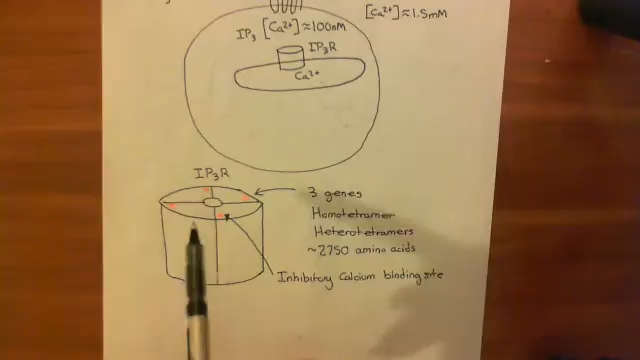 [Ca²⁺]≈1.5mM
IP₃ [Ca²⁺]≈100nM
IP₃R
Ca²⁺
IP₃R
3 genes
Homotetramer
Heterotetramers
~2750 amino acids
Inhibitory Calcium binding site